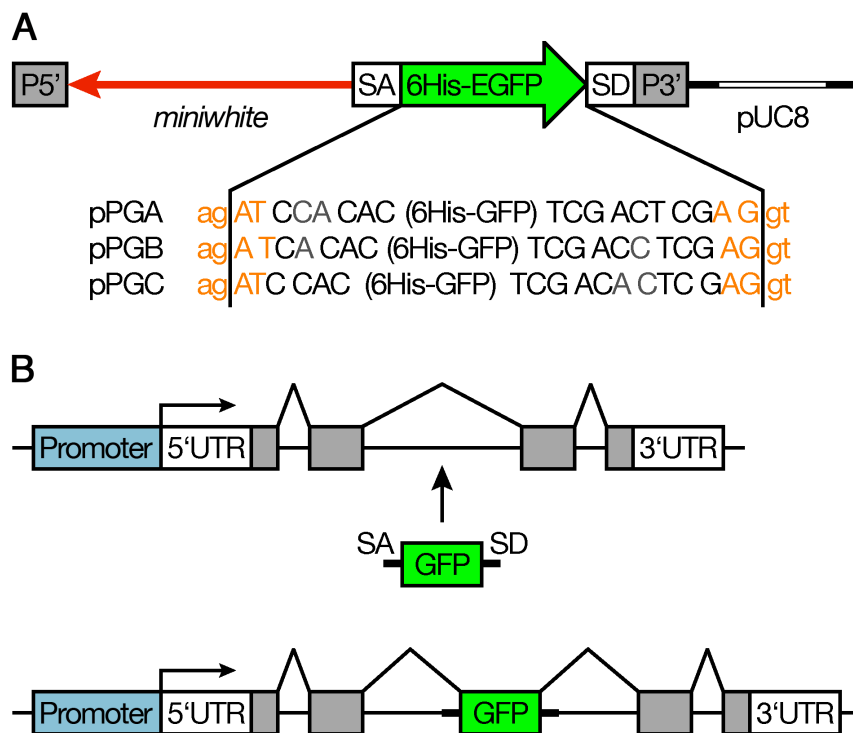 A
P5' SA 6His-EGFP SD P3'
miniwhite pUC8
pPGA ag AT CCA CAC (6His-GFP) TCG ACT CGA G gt
pPGB ag A TCA CAC (6His-GFP) TCG ACC TCG AG gt
pPGC ag ATC CAC (6His-GFP) TCG ACA CTC GAG gt
B
Promoter 5‘UTR 3‘UTR
SA GFP SD
Promoter 5‘UTR GFP 3‘UTR